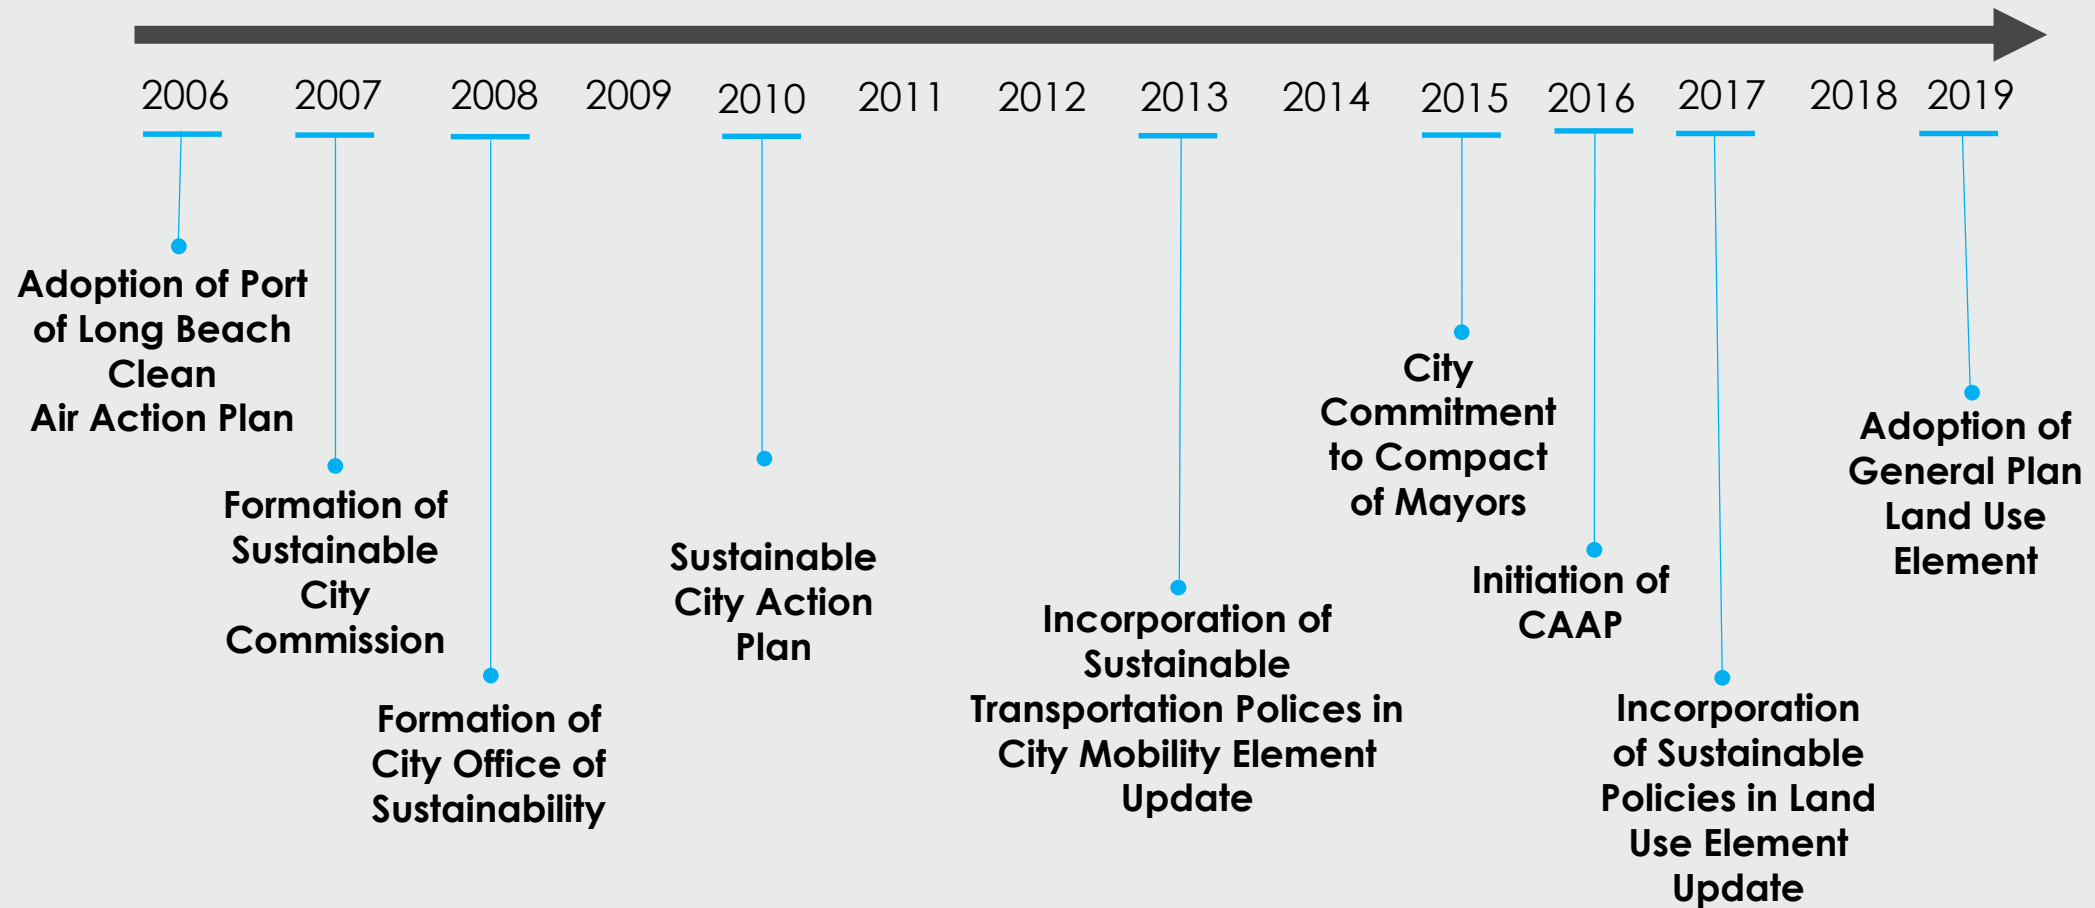 2006 2007 2008 2009 2010 2011 2012 2013 2014 2015 2016 2017 2018 2019
Adoption of Port
of Long Beach
Clean
Air Action Plan
Formation of
Sustainable
City
Commission
Formation of
City Office of
Sustainability
Sustainable
City Action
Plan
Incorporation of
Sustainable
Transportation Polices in
City Mobility Element
Update
City
Commitment
to Compact
of Mayors
Initiation of
CAAP
Incorporation
of Sustainable
Policies in Land
Use Element
Update
Adoption of
General Plan
Land Use
Element